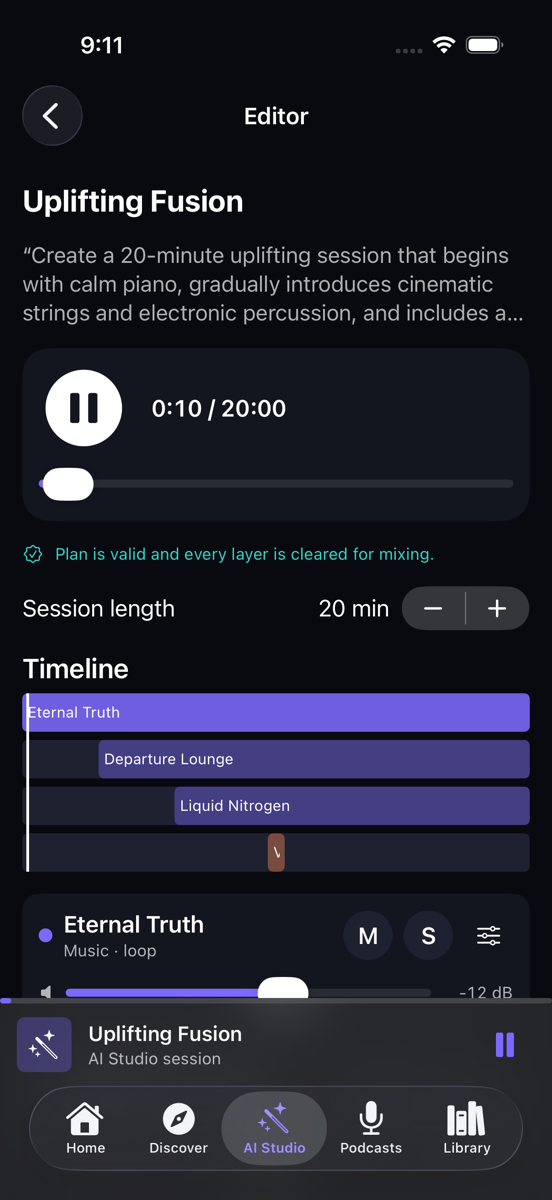 9:11
Editor
Uplifting Fusion
“Create a 20-minute uplifting session that begins
with calm piano, gradually introduces cinematic
strings and electronic percussion, and includes a...
0:10 / 20:00
Plan is valid and every layer is cleared for mixing.
Session length 20 min
Timeline
Eternal Truth
Departure Lounge
Liquid Nitrogen
Eternal Truth
Music · loop
M S
-12 dB
Uplifting Fusion
AI Studio session
Home Discover AI Studio Podcasts Library